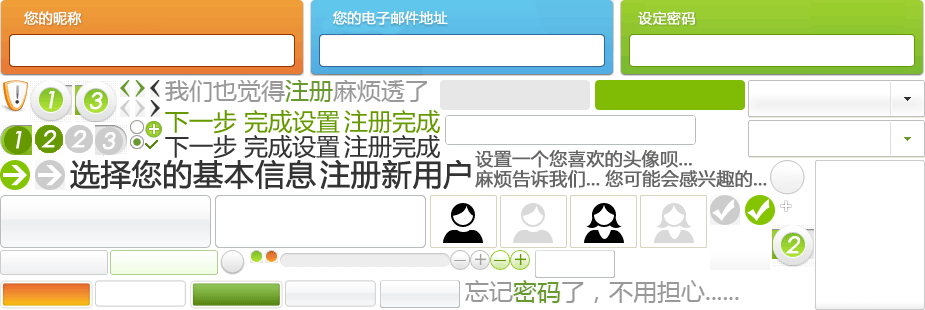 您的昵称 您的电子邮件地址 设定密码
! 1 3 我们也觉得注册麻烦透了
下一步 完成设置 注册完成
1 2 2 3 下一步 完成设置 注册完成
设置一个您喜欢的头像呗...
选择您的基本信息 注册新用户 麻烦告诉我们... 您可能会感兴趣的...
2
忘记密码了，不用担心......